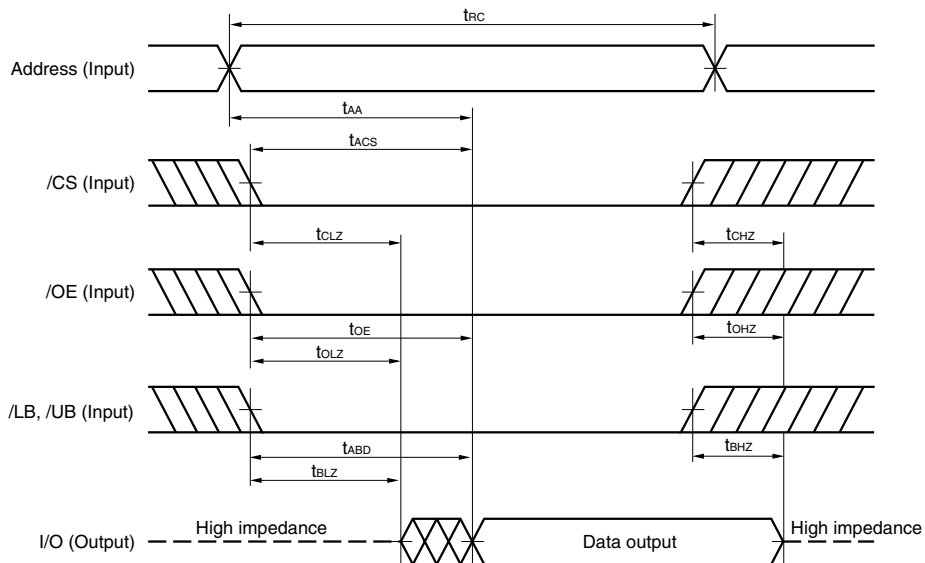 tRC
Address (Input)
tAA
tACS
/CS (Input)
tCLZ
tCHZ
/OE (Input)
tOE
tOHZ
tOLZ
/LB, /UB (Input)
tABD
tBHZ
tBLZ
High impedance
I/O (Output)
Data output
High impedance